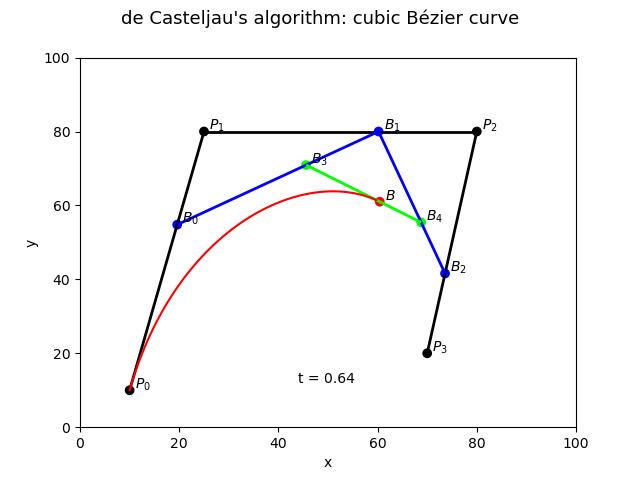 de Casteljau's algorithm: cubic Bézier curve
100
80
60
40
20
0
y
P₁
B₁
P₂
B₃
B
B₀
B₄
B₂
P₃
P₀
t = 0.64
0 20 40 60 80 100
x